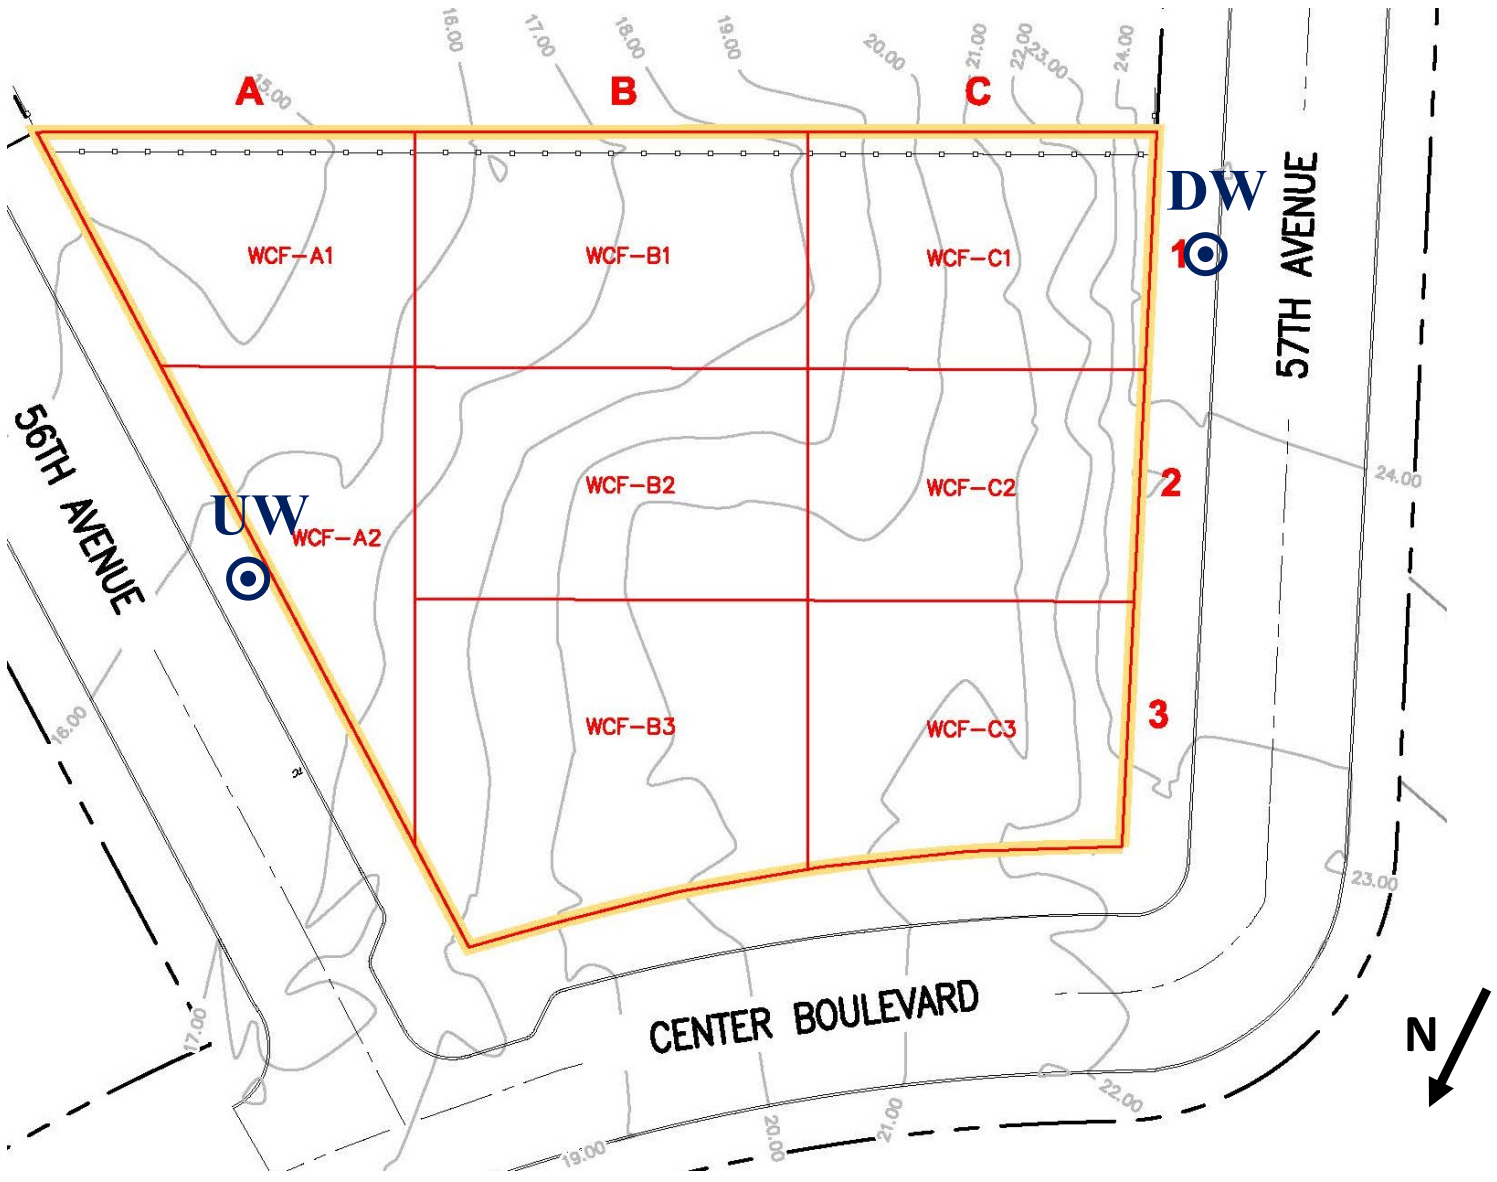 16.00
17.00
18.00
19.00
20.00
21.00
22.00
23.00
24.00
A
15.00
B
C
DW
1
57TH AVENUE
WCF-A1
WCF-B1
WCF-C1
56TH AVENUE
UW
WCF-A2
WCF-B2
WCF-C2
2
24.00
16.00
WCF-B3
WCF-C3
3
23.00
17.00
CENTER BOULEVARD
N
19.00
20.00
21.00
22.00